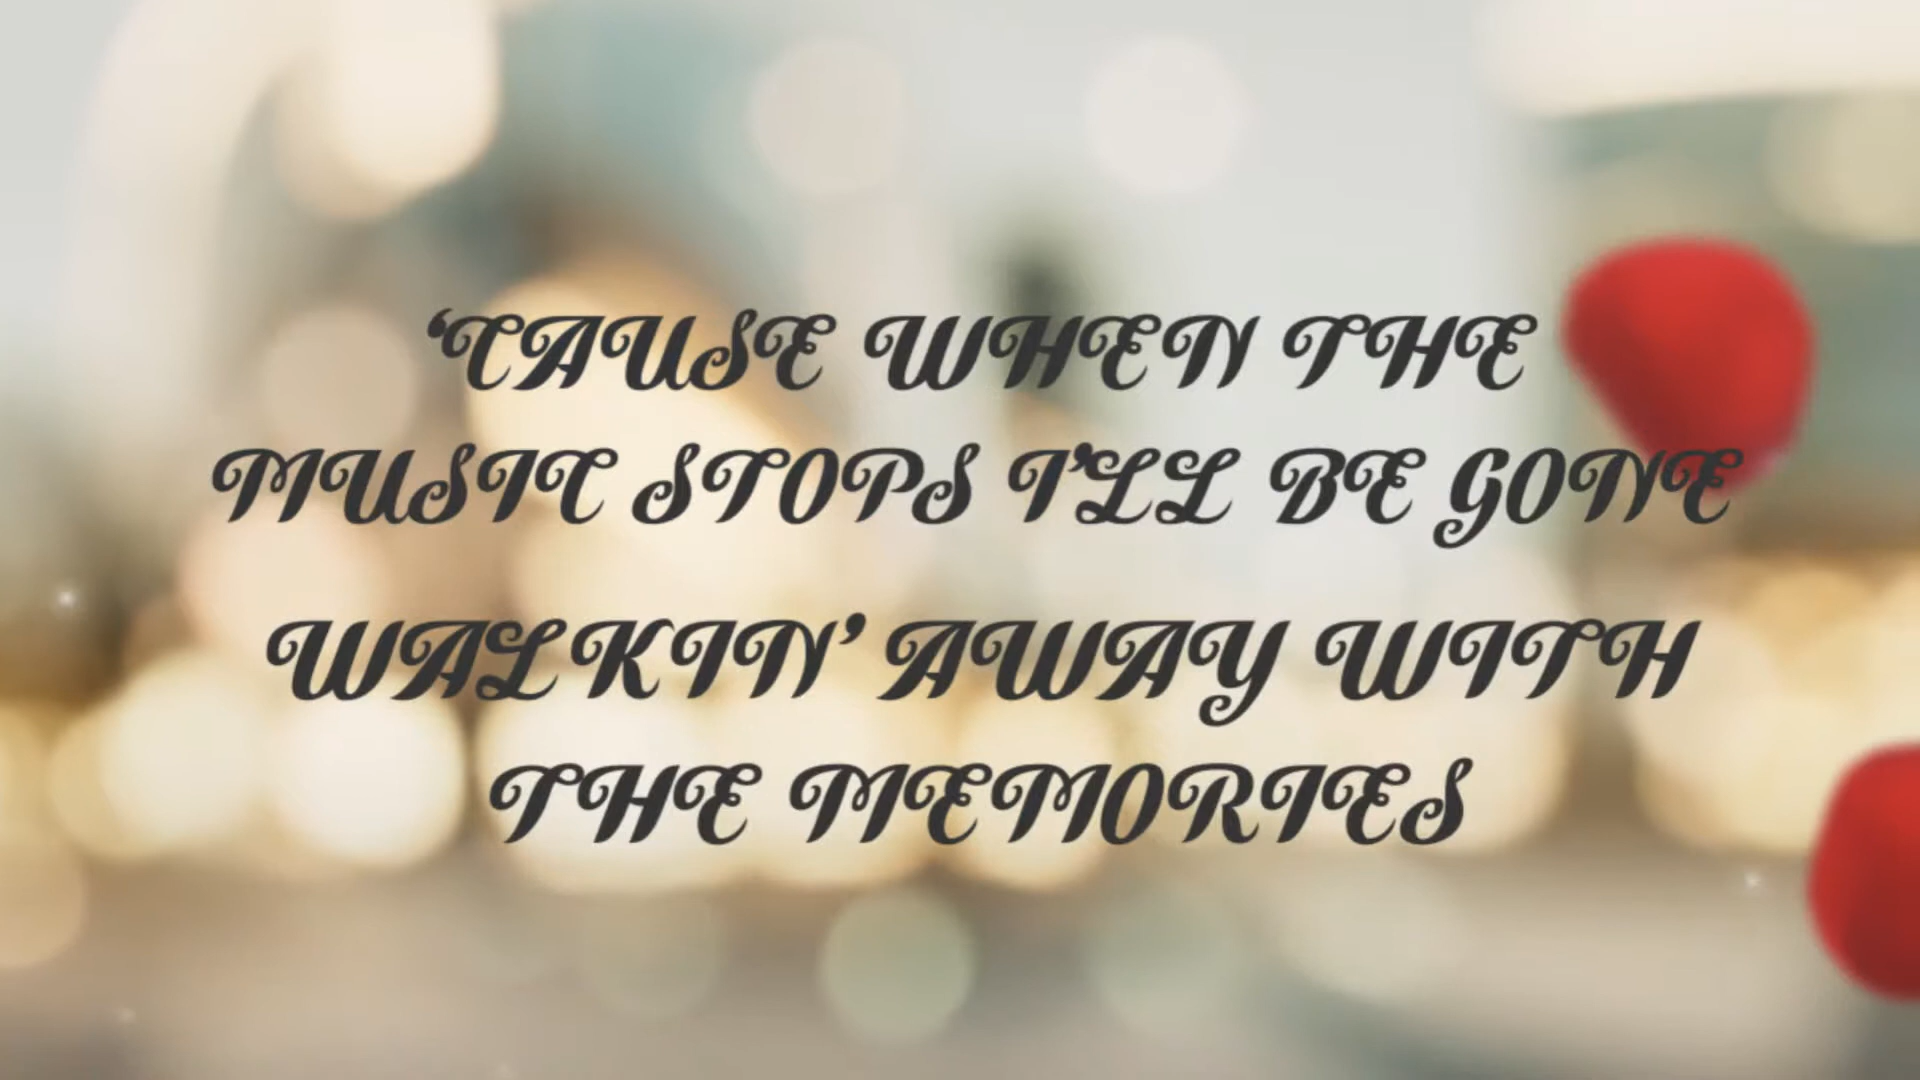 ‘CAUSE WHEN THE
MUSIC STOPS I’LL BE GONE
WALKIN’ AWAY WITH
THE MEMORIES